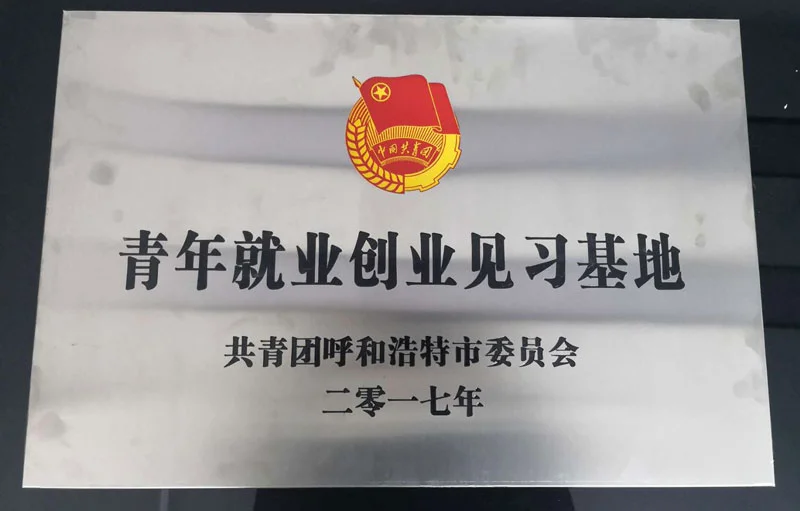 中国共青团
青年就业创业见习基地
共青团呼和浩特市委员会
二零一七年